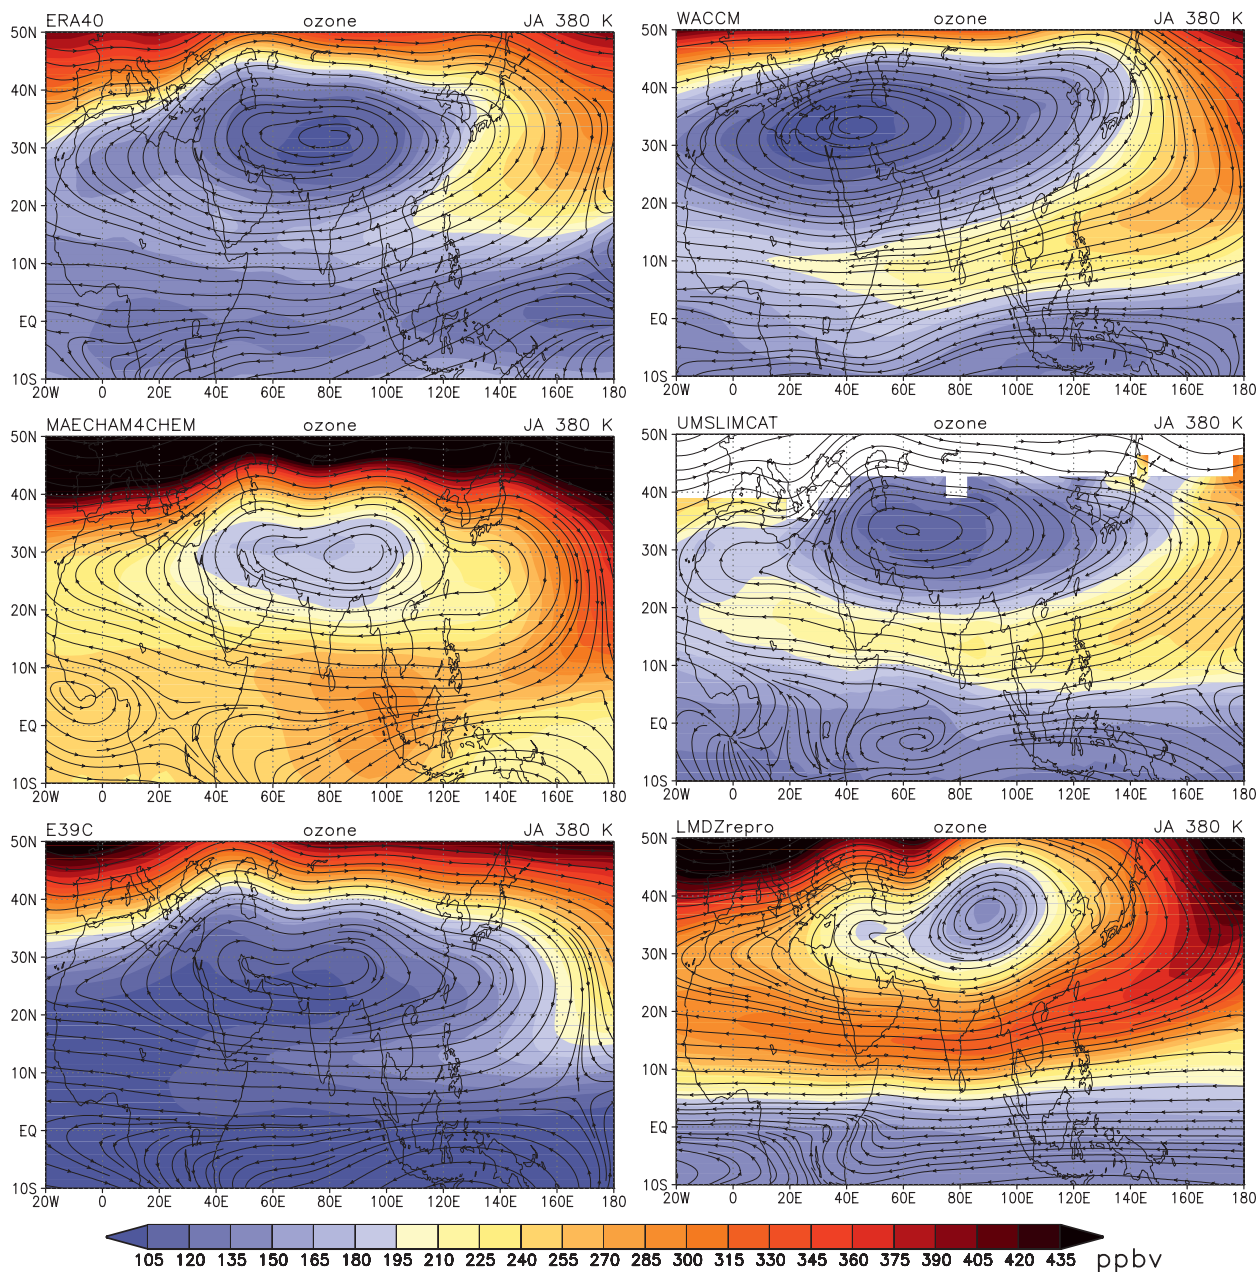 ERA40 ozone JA 380 K
50N
40N
30N
20N
10N
EQ
10S
20W 0 20E 40E 60E 80E 100E 120E 140E 160E 180
WACCM ozone JA 380 K
50N
40N
30N
20N
10N
EQ
10S
20W 0 20E 40E 60E 80E 100E 120E 140E 160E 180
MAECHAM4CHEM ozone JA 380 K
50N
40N
30N
20N
10N
EQ
10S
20W 0 20E 40E 60E 80E 100E 120E 140E 160E 180
UMSLIMCAT ozone JA 380 K
50N
40N
30N
20N
10N
EQ
10S
20W 0 20E 40E 60E 80E 100E 120E 140E 160E 180
E39C ozone JA 380 K
50N
40N
30N
20N
10N
EQ
10S
20W 0 20E 40E 60E 80E 100E 120E 140E 160E 180
LMDZrepro ozone JA 380 K
50N
40N
30N
20N
10N
EQ
10S
20W 0 20E 40E 60E 80E 100E 120E 140E 160E 180
105 120 135 150 165 180 195 210 225 240 255 270 285 300 315 330 345 360 375 390 405 420 435 ppbv